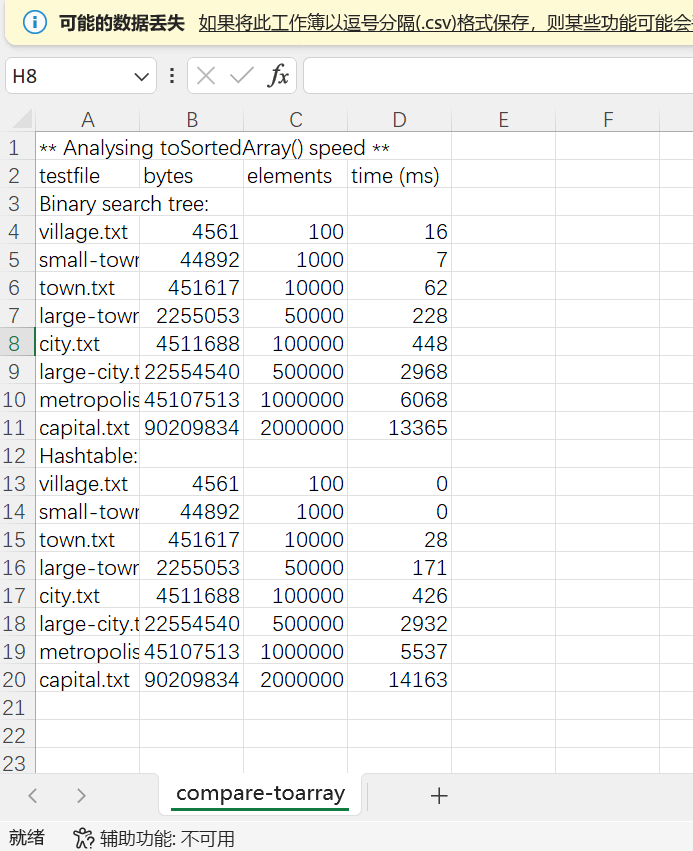 可能的数据丢失 如果将此工作簿以逗号分隔(.csv)格式保存，则某些功能可能会
H8 fx
A B C D E F
1 ** Analysing toSortedArray() speed **
2 testfile bytes elements time (ms)
3 Binary search tree:
4 village.txt 4561 100 16
5 small-town 44892 1000 7
6 town.txt 451617 10000 62
7 large-town 2255053 50000 228
8 city.txt 4511688 100000 448
9 large-city.t 22554540 500000 2968
10 metropolis 45107513 1000000 6068
11 capital.txt 90209834 2000000 13365
12 Hashtable:
13 village.txt 4561 100 0
14 small-town 44892 1000 0
15 town.txt 451617 10000 28
16 large-town 2255053 50000 171
17 city.txt 4511688 100000 426
18 large-city.t 22554540 500000 2932
19 metropolis 45107513 1000000 5537
20 capital.txt 90209834 2000000 14163
21
22
23
compare-toarray
就绪 辅助功能: 不可用